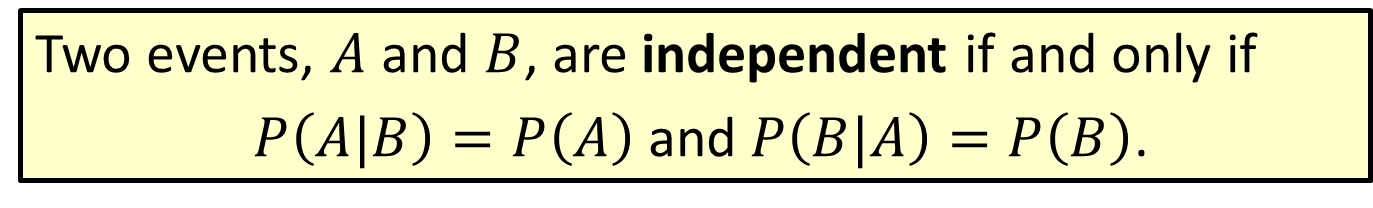 Two events, A and B, are independent if and only if
P(A|B) = P(A) and P(B|A) = P(B).